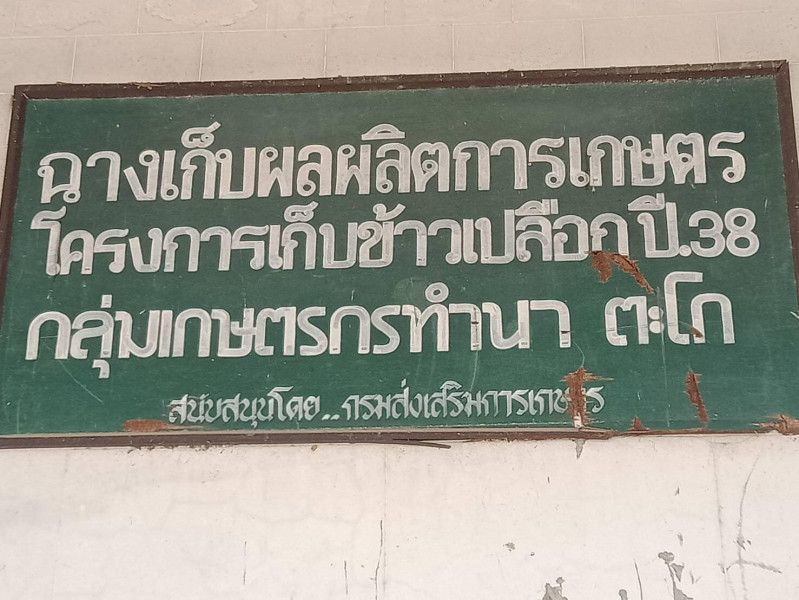 ฉางเก็บผลผลิตการเกษตร
โครงการเก็บข้าวเปลือก ปี.38
กลุ่มเกษตรกรทำนา ตะโก
สนับสนุนโดย..กรมส่งเสริมการเกษตร